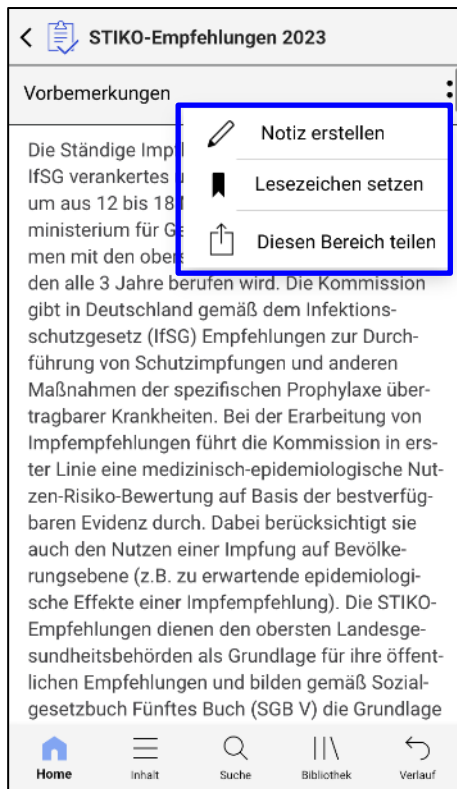 STIKO-Empfehlungen 2023
Vorbemerkungen
Notiz erstellen
Lesezeichen setzen
Diesen Bereich teilen
Die Ständige
IfSG verankertes
um aus 12 bis 18
ministerium für
men mit den
den alle 3 Jahre berufen wird. Die Kommission
gibt in Deutschland gemäß dem Infektions-
schutzgesetz (IfSG) Empfehlungen zur Durch-
führung von Schutzimpfungen und anderen
Maßnahmen der spezifischen Prophylaxe über-
tragbarer Krankheiten. Bei der Erarbeitung von
Impfempfehlungen führt die Kommission in ers-
ter Linie eine medizinisch-epidemiologische Nut-
zen-Risiko-Bewertung auf Basis der bestverfüg-
baren Evidenz durch. Dabei berücksichtigt sie
auch den Nutzen einer Impfung auf Bevölke-
rungsebene (z.B. zu erwartende epidemiologi-
sche Effekte einer Impfempfehlung). Die STIKO-
Empfehlungen dienen den obersten Landesge-
sundheitsbehörden als Grundlage für ihre öffent-
lichen Empfehlungen und bilden gemäß Sozial-
gesetzbuch Fünftes Buch (SGB V) die Grundlage
Home Inhalt Suche Bibliothek Verlauf